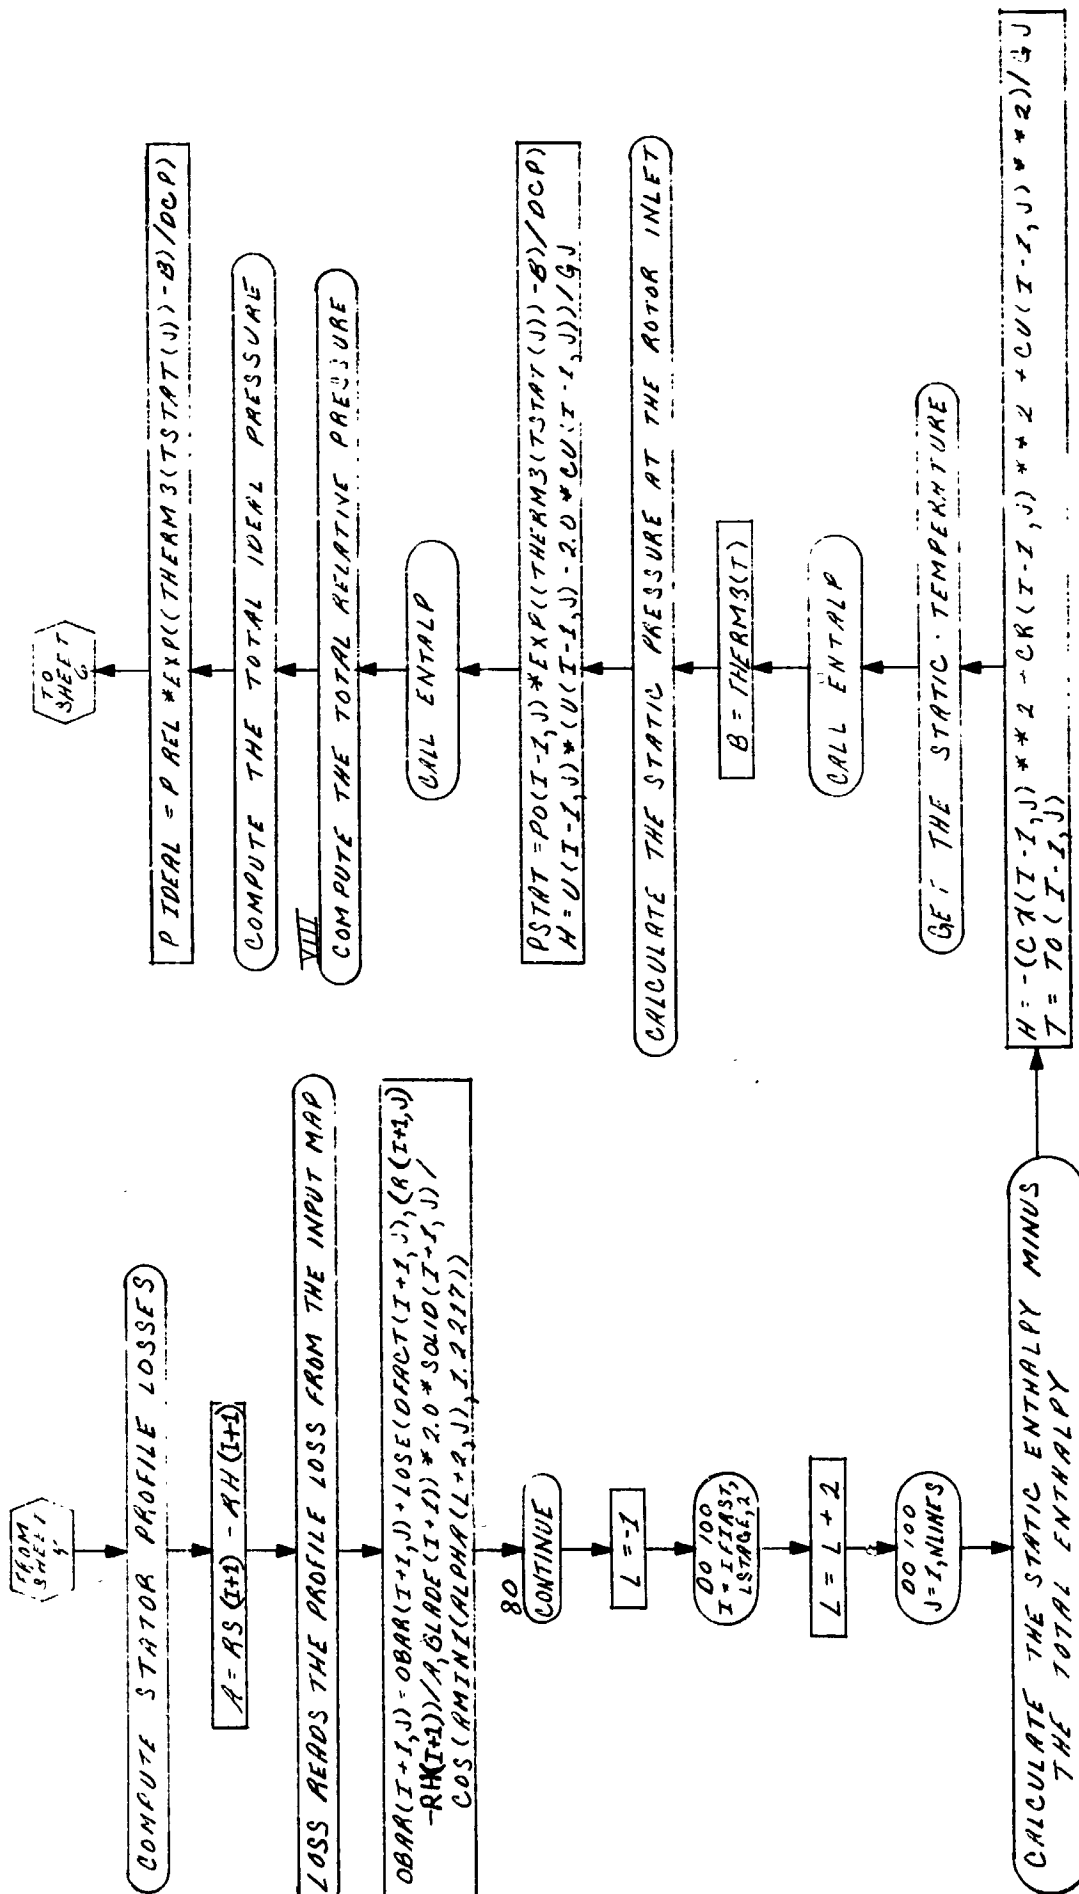 FROM
SHEET
COMPUTE STATOR PROFILE LOSSES
A = RS(I+1) - RH(I+1)
LOSS READS THE PROFILE LOSS FROM THE INPUT MAP
OBAR(I+1,J)=OBAR(I+1,J)+LOSE(DFACT(I+1,J),(R(I+1,J)
-RH(I+1))/A,BLADE(I+1))*2.0*SOLID(I+1,J)/
COS(AMIN1(ALPHA(L+2,J),1.2217))
80
CONTINUE
L=-1
DO 100
I=IFIRST,
LSTAGE,2
L = L + 2
DO 100
J=1,NLINES
CALCULATE THE STATIC ENTHALPY MINUS
THE TOTAL ENTHALPY
H=-(CX(I-1,J)**2-CR(I-1,J)**2+CU(I-1,J)**2)/GJ
T=TO(I-1,J)
GET THE STATIC TEMPERATURE
CALL ENTALP
B=THERM3(T)
CALCULATE THE STATIC PRESSURE AT THE ROTOR INLET
PSTAT=PO(I-1,J)*EXP((THERM3(TSTAT(J))-B)/DCP)
H=U(I-1,J)*(U(I-1,J)-2.0*CU(I-1,J))/GJ
CALL ENTALP
VIII
COMPUTE THE TOTAL RELATIVE PRESSURE
COMPUTE THE TOTAL IDEAL PRESSURE
P IDEAL = P REL *EXP((THERM3(TSTAT(J))-B)/DCP)
TO
SHEET
6